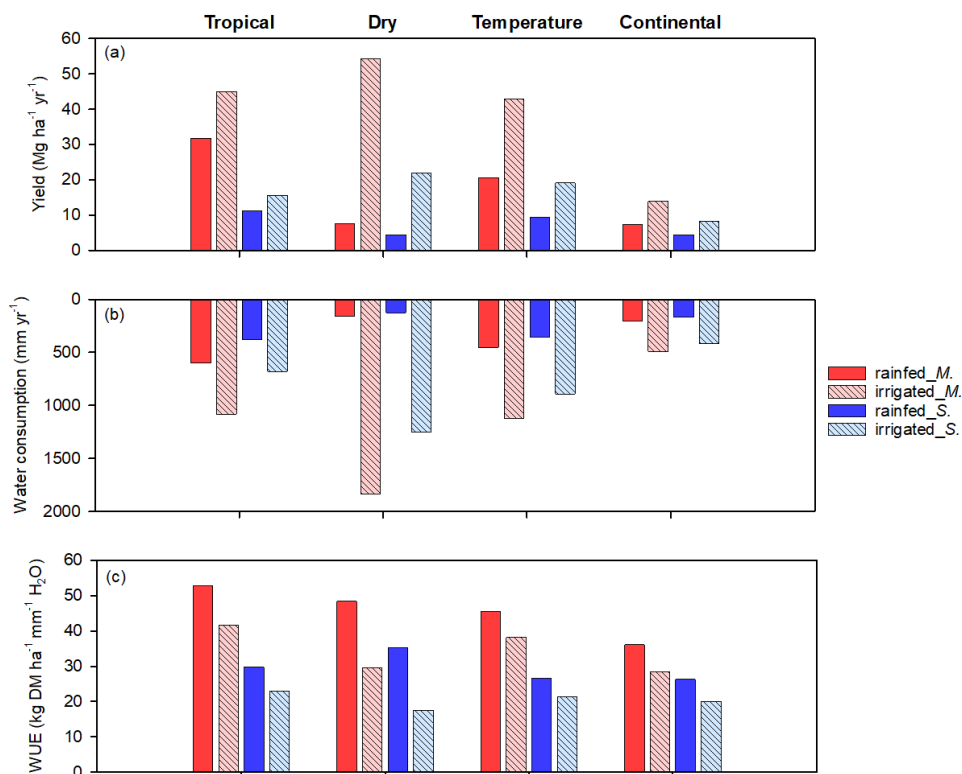 Tropical Dry Temperature Continental
(a)
Yield (Mg ha⁻¹ yr⁻¹)
60
50
40
30
20
10
0
(b)
Water consumption (mm yr⁻¹)
0
500
1000
1500
2000
rainfed_M.
irrigated_M.
rainfed_S.
irrigated_S.
(c)
WUE (kg DM ha⁻¹ mm⁻¹ H₂O)
60
50
40
30
20
10
0